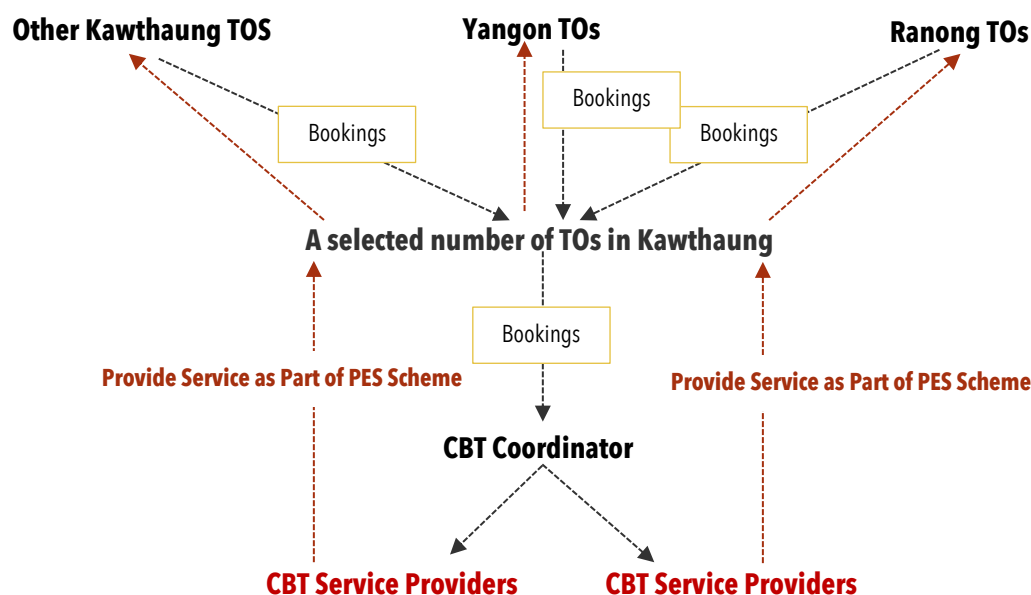 Other Kawthaung TOS
Yangon TOs
Ranong TOs
Bookings
Bookings
Bookings
A selected number of TOs in Kawthaung
Bookings
Provide Service as Part of PES Scheme
Provide Service as Part of PES Scheme
CBT Coordinator
CBT Service Providers
CBT Service Providers